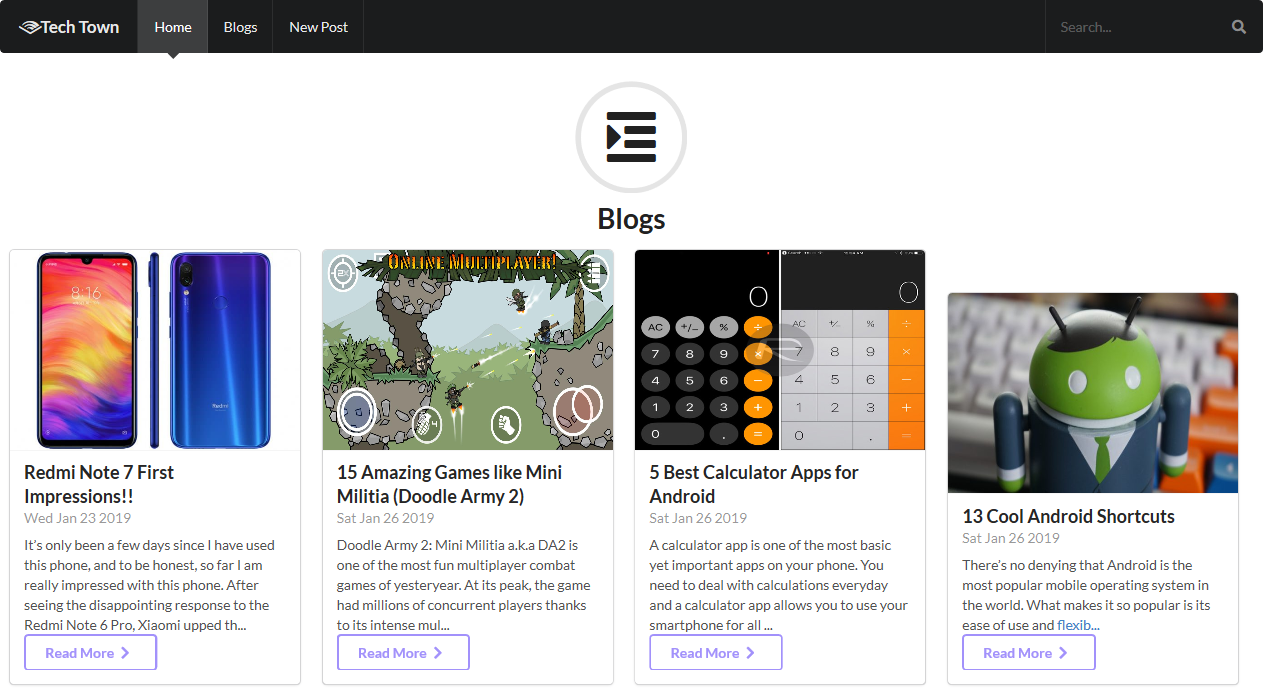 Tech Town
Home
Blogs
New Post
Search...
Blogs
8:16
Redmi
Redmi Note 7 First
Impressions!!
Wed Jan 23 2019
It's only been a few days since I have used
this phone, and to be honest, so far I am
really impressed with this phone. After
seeing the disappointing response to the
Redmi Note 6 Pro, Xiaomi upped th...
Read More
ONLINE MULTIPLAYER!
2X
4
15 Amazing Games like Mini
Militia (Doodle Army 2)
Sat Jan 26 2019
Doodle Army 2: Mini Militia a.k.a DA2 is
one of the most fun multiplayer combat
games of yesteryear. At its peak, the game
had millions of concurrent players thanks
to its intense mul...
Read More
0
AC +/− % ÷
7 8 9 ×
4 5 6 −
1 2 3 +
0 . =
0
AC +/− % ÷
7 8 9 ×
4 5 6 −
1 2 3 +
0 . =
5 Best Calculator Apps for
Android
Sat Jan 26 2019
A calculator app is one of the most basic
yet important apps on your phone. You
need to deal with calculations everyday
and a calculator app allows you to use your
smartphone for all ...
Read More
13 Cool Android Shortcuts
Sat Jan 26 2019
There's no denying that Android is the
most popular mobile operating system in
the world. What makes it so popular is its
ease of use and flexib...
Read More